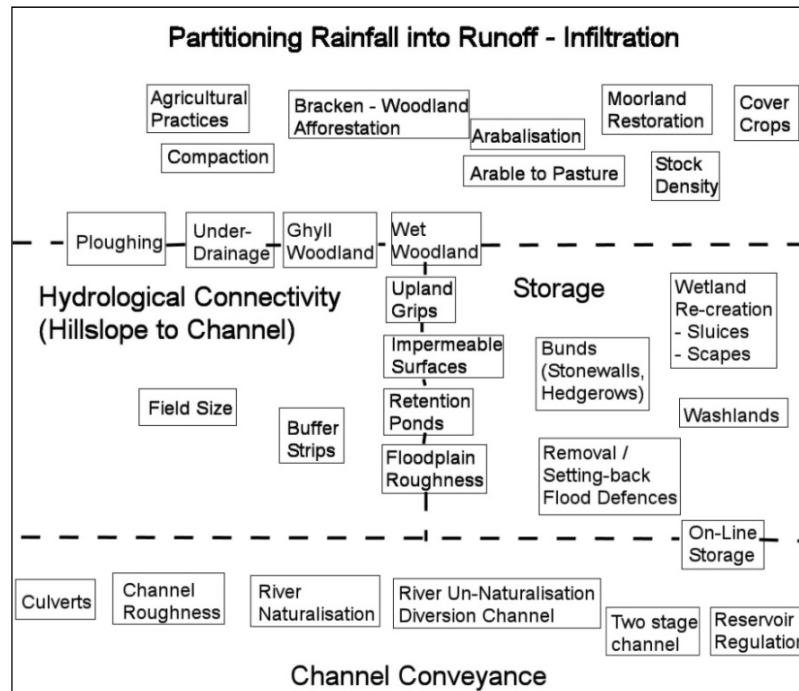 Partitioning Rainfall into Runoff - Infiltration
Agricultural
Practices
Bracken - Woodland
Afforestation
Arabalisation
Moorland
Restoration
Cover
Crops
Compaction
Arable to Pasture
Stock
Density
Ploughing
Under-
Drainage
Ghyll
Woodland
Wet
Woodland
Hydrological Connectivity
(Hillslope to Channel)
Upland
Grips
Impermeable
Surfaces
Retention
Ponds
Floodplain
Roughness
Field Size
Buffer
Strips
Storage
Wetland
Re-creation
- Sluices
- Scapes
Bunds
(Stonewalls,
Hedgerows)
Washlands
Removal /
Setting-back
Flood Defences
On-Line
Storage
Culverts
Channel
Roughness
River
Naturalisation
River Un-Naturalisation
Diversion Channel
Two stage
channel
Reservoir
Regulation
Channel Conveyance